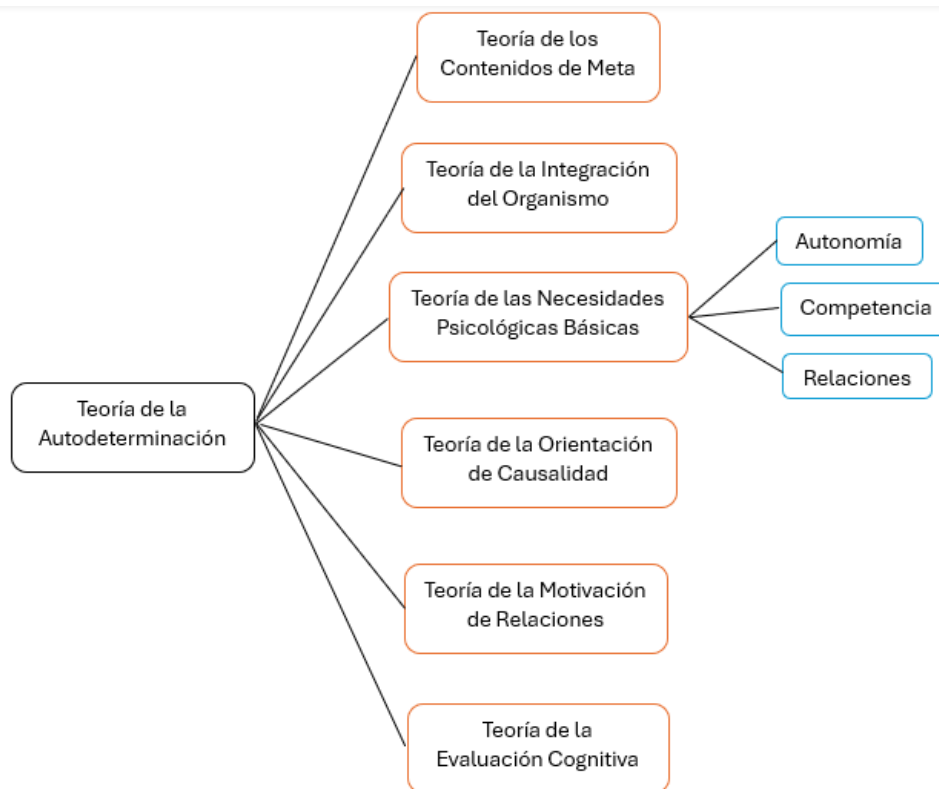 Teoría de la
Autodeterminación
Teoría de los
Contenidos de Meta
Teoría de la Integración
del Organismo
Teoría de las Necesidades
Psicológicas Básicas
Autonomía
Competencia
Relaciones
Teoría de la Orientación
de Causalidad
Teoría de la Motivación
de Relaciones
Teoría de la
Evaluación Cognitiva